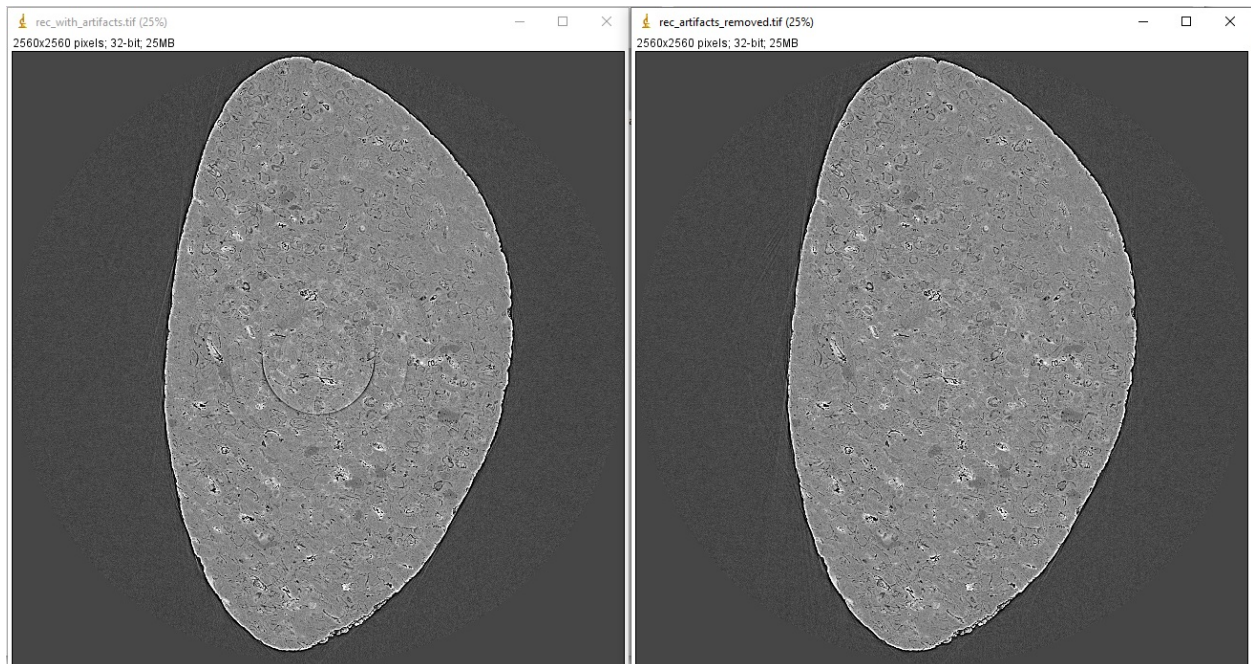 rec_with_artifacts.tif (25%)
2560x2560 pixels; 32-bit; 25MB
rec_artifacts_removed.tif (25%)
2560x2560 pixels; 32-bit; 25MB